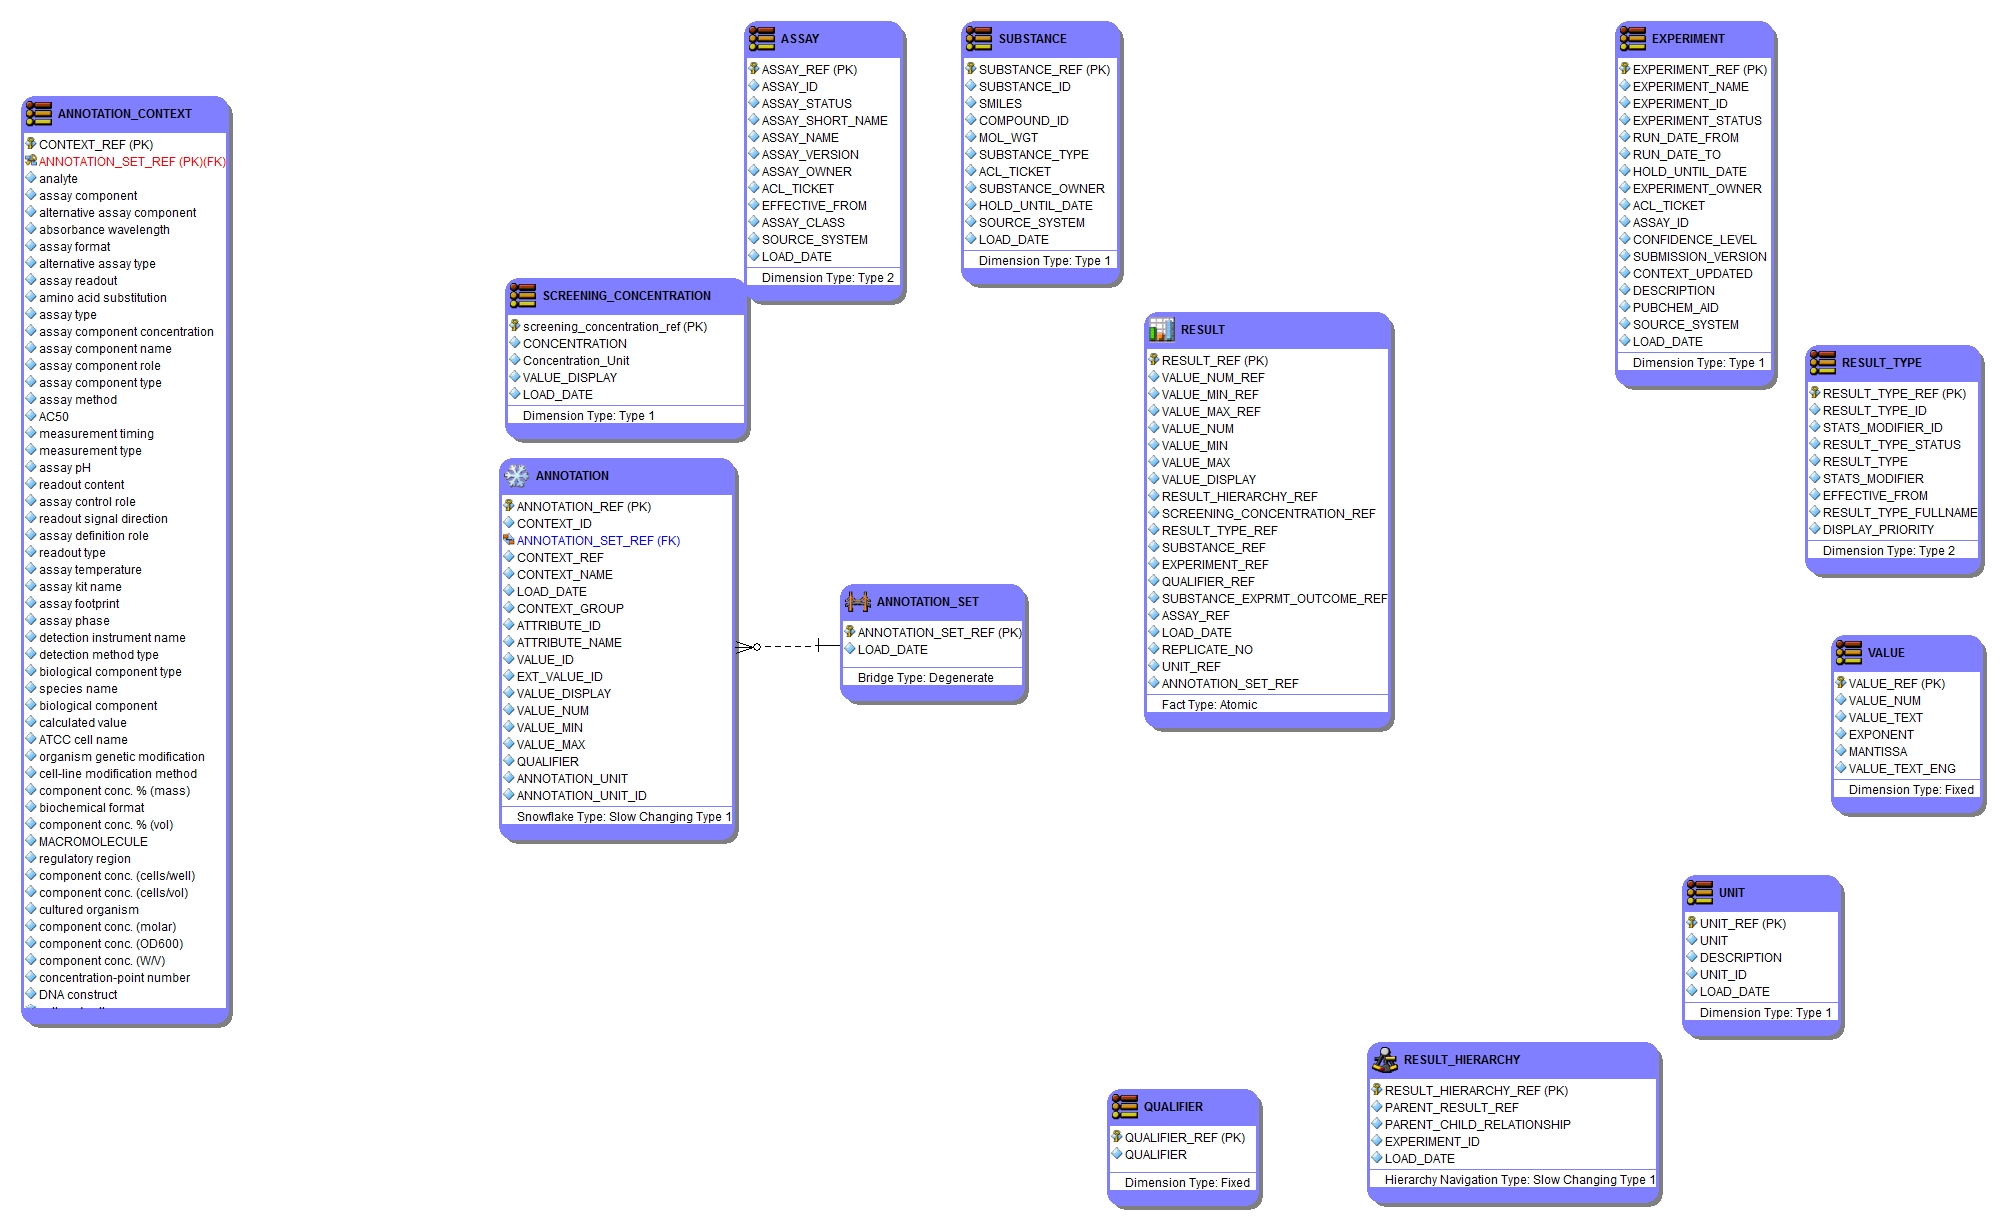 ANNOTATION_CONTEXT
CONTEXT_REF (PK)
ANNOTATION_SET_REF (PK)(FK)
analyte
assay component
alternative assay component
absorbance wavelength
assay format
alternative assay type
assay readout
amino acid substitution
assay type
assay component concentration
assay component name
assay component role
assay component type
assay method
AC50
measurement timing
measurement type
assay pH
readout content
assay control role
readout signal direction
assay definition role
readout type
assay temperature
assay kit name
assay footprint
assay phase
detection instrument name
detection method type
biological component type
species name
biological component
calculated value
ATCC cell name
organism genetic modification
cell-line modification method
component conc. % (mass)
biochemical format
component conc. % (vol)
MACROMOLECULE
regulatory region
component conc. (cells/well)
component conc. (cells/vol)
cultured organism
component conc. (molar)
component conc. (OD600)
component conc. (W/V)
concentration-point number
DNA construct
SCREENING_CONCENTRATION
screening_concentration_ref (PK)
CONCENTRATION
Concentration_Unit
VALUE_DISPLAY
LOAD_DATE
Dimension Type: Type 1
ANNOTATION
ANNOTATION_REF (PK)
CONTEXT_ID
ANNOTATION_SET_REF (FK)
CONTEXT_REF
CONTEXT_NAME
LOAD_DATE
CONTEXT_GROUP
ATTRIBUTE_ID
ATTRIBUTE_NAME
VALUE_ID
EXT_VALUE_ID
VALUE_DISPLAY
VALUE_NUM
VALUE_MIN
VALUE_MAX
QUALIFIER
ANNOTATION_UNIT
ANNOTATION_UNIT_ID
Snowflake Type: Slow Changing Type 1
ASSAY
ASSAY_REF (PK)
ASSAY_ID
ASSAY_STATUS
ASSAY_SHORT_NAME
ASSAY_NAME
ASSAY_VERSION
ASSAY_OWNER
ACL_TICKET
EFFECTIVE_FROM
ASSAY_CLASS
SOURCE_SYSTEM
LOAD_DATE
Dimension Type: Type 2
ANNOTATION_SET
ANNOTATION_SET_REF (PK)
LOAD_DATE
Bridge Type: Degenerate
SUBSTANCE
SUBSTANCE_REF (PK)
SUBSTANCE_ID
SMILES
COMPOUND_ID
MOL_WGT
SUBSTANCE_TYPE
ACL_TICKET
SUBSTANCE_OWNER
HOLD_UNTIL_DATE
SOURCE_SYSTEM
LOAD_DATE
Dimension Type: Type 1
RESULT
RESULT_REF (PK)
VALUE_NUM_REF
VALUE_MIN_REF
VALUE_MAX_REF
VALUE_NUM
VALUE_MIN
VALUE_MAX
VALUE_DISPLAY
RESULT_HIERARCHY_REF
SCREENING_CONCENTRATION_REF
RESULT_TYPE_REF
SUBSTANCE_REF
EXPERIMENT_REF
QUALIFIER_REF
SUBSTANCE_EXPRMT_OUTCOME_REF
ASSAY_REF
LOAD_DATE
REPLICATE_NO
UNIT_REF
ANNOTATION_SET_REF
Fact Type: Atomic
QUALIFIER
QUALIFIER_REF (PK)
QUALIFIER
Dimension Type: Fixed
RESULT_HIERARCHY
RESULT_HIERARCHY_REF (PK)
PARENT_RESULT_REF
PARENT_CHILD_RELATIONSHIP
EXPERIMENT_ID
LOAD_DATE
Hierarchy Navigation Type: Slow Changing Type 1
EXPERIMENT
EXPERIMENT_REF (PK)
EXPERIMENT_NAME
EXPERIMENT_ID
EXPERIMENT_STATUS
RUN_DATE_FROM
RUN_DATE_TO
HOLD_UNTIL_DATE
EXPERIMENT_OWNER
ACL_TICKET
ASSAY_ID
CONFIDENCE_LEVEL
SUBMISSION_VERSION
CONTEXT_UPDATED
DESCRIPTION
PUBCHEM_AID
SOURCE_SYSTEM
LOAD_DATE
Dimension Type: Type 1
RESULT_TYPE
RESULT_TYPE_REF (PK)
RESULT_TYPE_ID
STATS_MODIFIER_ID
RESULT_TYPE_STATUS
RESULT_TYPE
STATS_MODIFIER
EFFECTIVE_FROM
RESULT_TYPE_FULLNAME
DISPLAY_PRIORITY
Dimension Type: Type 2
VALUE
VALUE_REF (PK)
VALUE_NUM
VALUE_TEXT
EXPONENT
MANTISSA
VALUE_TEXT_ENG
Dimension Type: Fixed
UNIT
UNIT_REF (PK)
UNIT
DESCRIPTION
UNIT_ID
LOAD_DATE
Dimension Type: Type 1